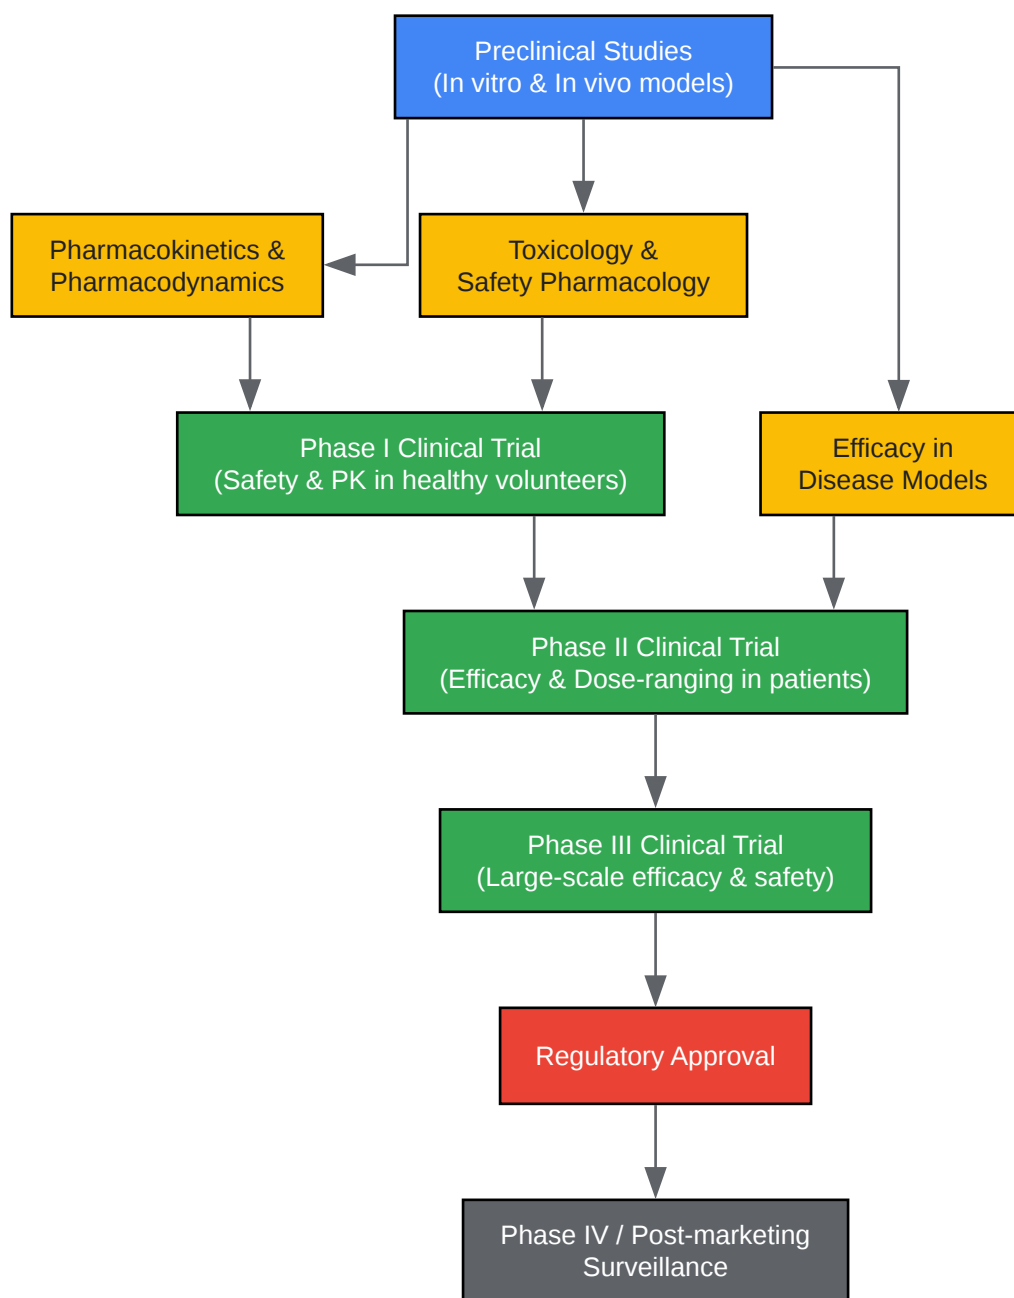 Preclinical Studies
(In vitro & In vivo models)
Pharmacokinetics &
Pharmacodynamics
Toxicology &
Safety Pharmacology
Phase I Clinical Trial
(Safety & PK in healthy volunteers)
Efficacy in
Disease Models
Phase II Clinical Trial
(Efficacy & Dose-ranging in patients)
Phase III Clinical Trial
(Large-scale efficacy & safety)
Regulatory Approval
Phase IV / Post-marketing
Surveillance